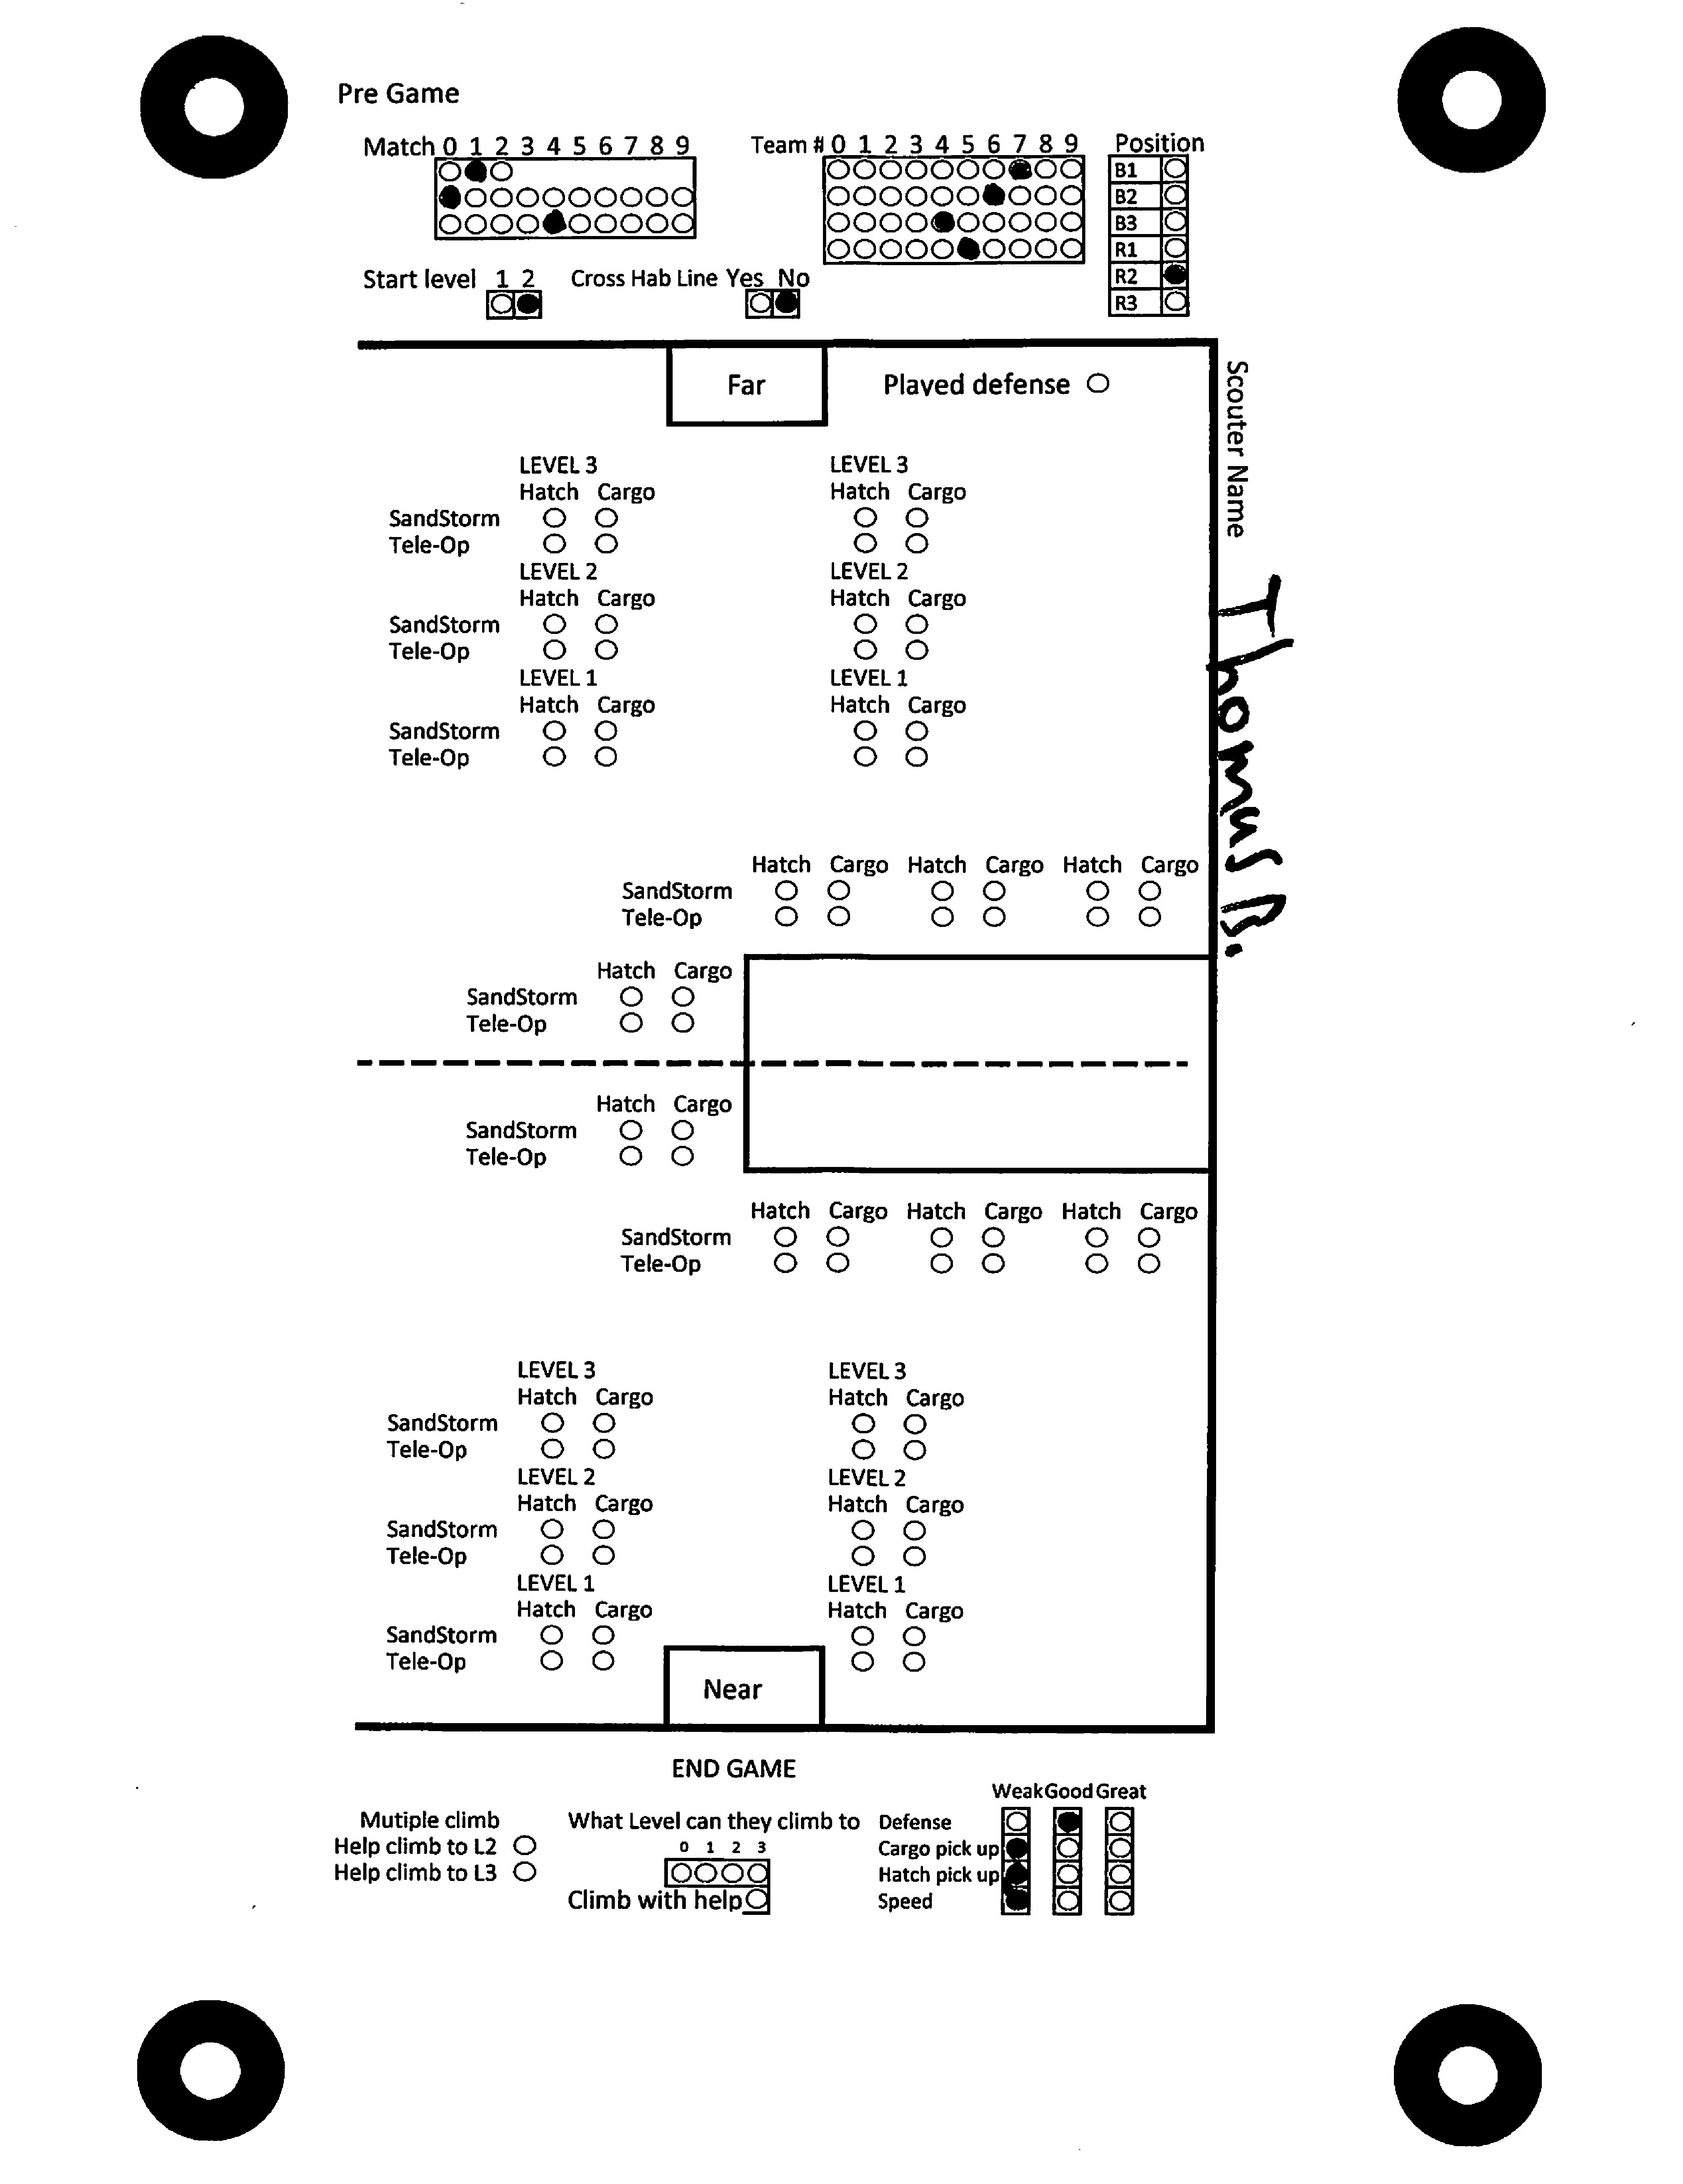 Pre Game
Match 0 1 2 3 4 5 6 7 8 9
Team # 0 1 2 3 4 5 6 7 8 9
Position
B1
B2
B3
R1
R2
R3
Start level 1 2
Cross Hab Line Yes No
Far
Played defense
Scouter Name
Thomas B.
LEVEL 3 LEVEL 3
Hatch Cargo Hatch Cargo
SandStorm
Tele-Op
LEVEL 2 LEVEL 2
Hatch Cargo Hatch Cargo
SandStorm
Tele-Op
LEVEL 1 LEVEL 1
Hatch Cargo Hatch Cargo
SandStorm
Tele-Op
Hatch Cargo Hatch Cargo Hatch Cargo
SandStorm
Tele-Op
Hatch Cargo
SandStorm
Tele-Op
Hatch Cargo
SandStorm
Tele-Op
Hatch Cargo Hatch Cargo Hatch Cargo
SandStorm
Tele-Op
LEVEL 3 LEVEL 3
Hatch Cargo Hatch Cargo
SandStorm
Tele-Op
LEVEL 2 LEVEL 2
Hatch Cargo Hatch Cargo
SandStorm
Tele-Op
LEVEL 1 LEVEL 1
Hatch Cargo Hatch Cargo
SandStorm
Tele-Op
Near
END GAME
Mutiple climb
Help climb to L2
Help climb to L3
What Level can they climb to
0 1 2 3
Climb with help
Weak Good Great
Defense
Cargo pick up
Hatch pick up
Speed